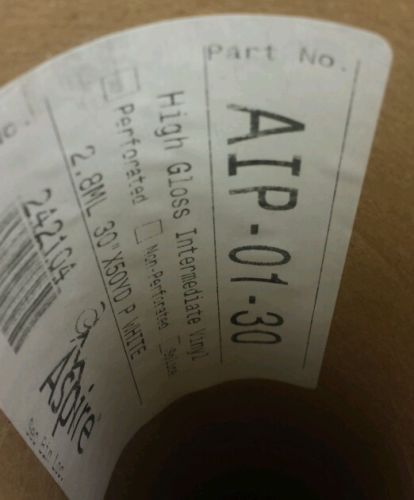 Part No.
AIP-01-30
High Gloss Intermediate Vinyl
Perforated Non-Perforated
2.8ML 30" X50YD P WHITE
242104
Aspire